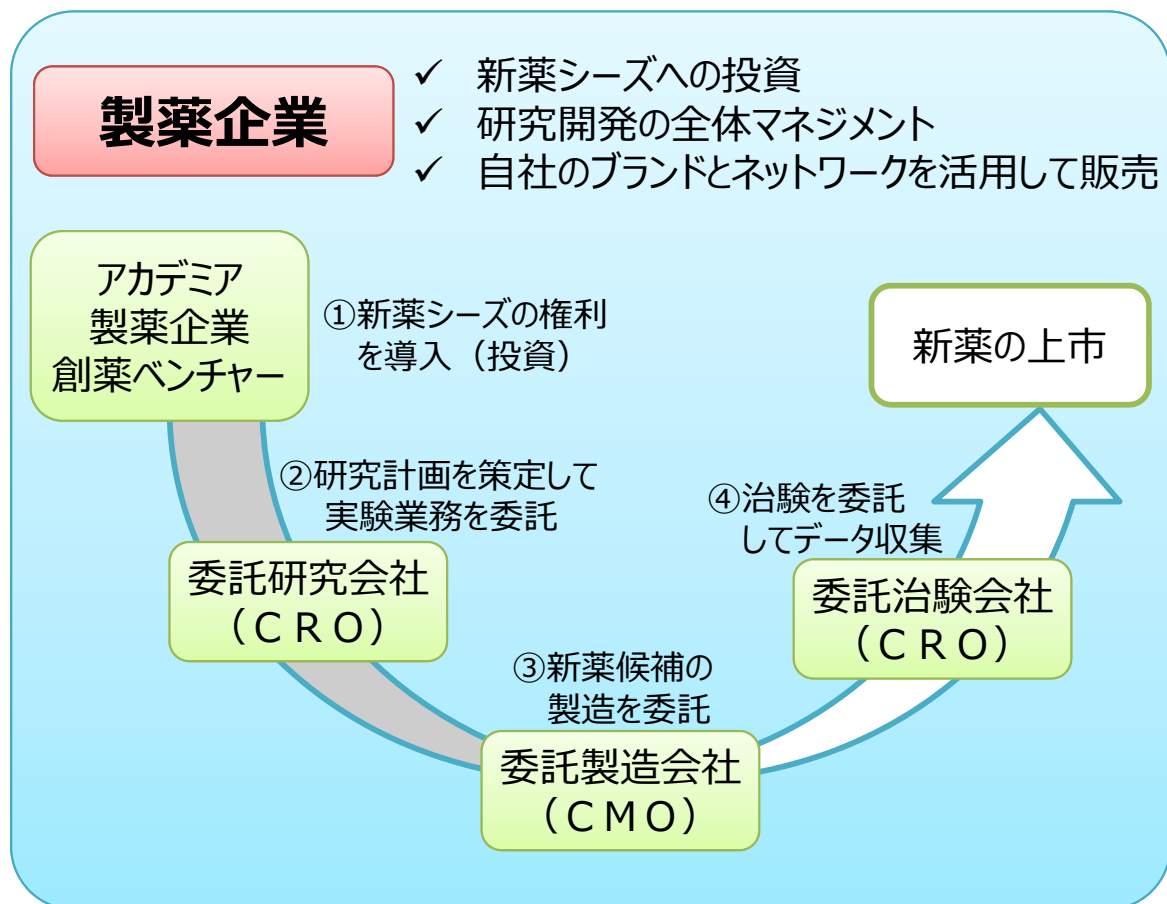 製薬企業
✓ 新薬シーズへの投資
✓ 研究開発の全体マネジメント
✓ 自社のブランドとネットワークを活用して販売
アカデミア
製薬企業
創薬ベンチャー
①新薬シーズの権利
を導入（投資）
新薬の上市
②研究計画を策定して
実験業務を委託
④治験を委託
してデータ収集
委託研究会社
（ＣＲＯ）
委託治験会社
（ＣＲＯ）
③新薬候補の
製造を委託
委託製造会社
（ＣＭＯ）